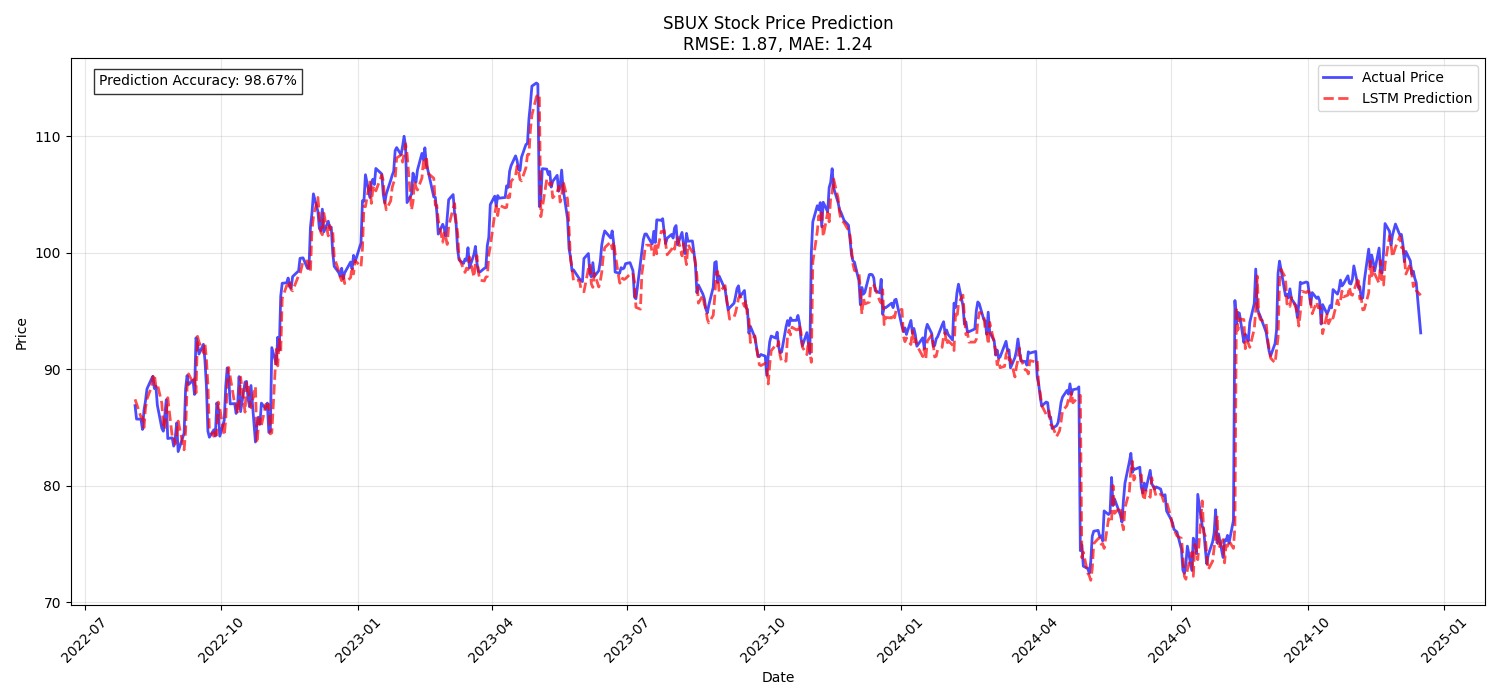 SBUX Stock Price Prediction
RMSE: 1.87, MAE: 1.24
Prediction Accuracy: 98.67%
Actual Price
LSTM Prediction
Price
110
100
90
80
70
2022-07
2022-10
2023-01
2023-04
2023-07
2023-10
2024-01
2024-04
2024-07
2024-10
2025-01
Date